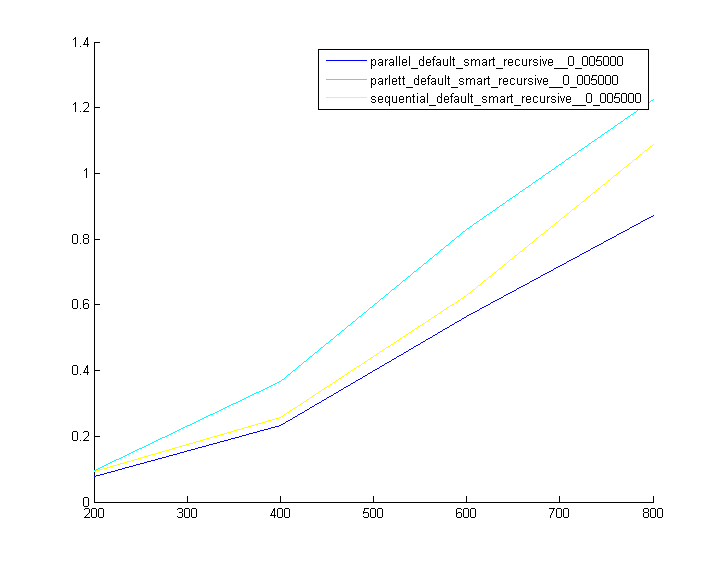 1.4
parallel_default_smart_recursive__0_005000
parlett_default_smart_recursive__0_005000
sequential_default_smart_recursive__0_005000
1.2
1
0.8
0.6
0.4
0.2
0
200 300 400 500 600 700 800